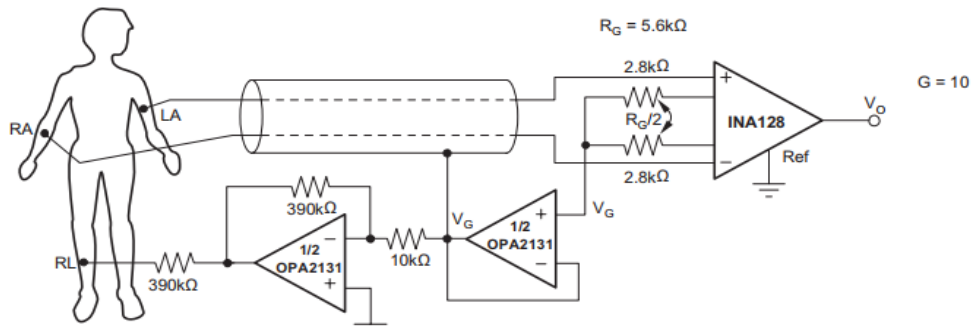 R_G = 5.6kΩ
2.8kΩ
G = 10
LA
RA
R_G/2
INA128
V_O
Ref
2.8kΩ
390kΩ
V_G
V_G
1/2
OPA2131
10kΩ
1/2
OPA2131
RL
390kΩ
+
−
+
−
−
+